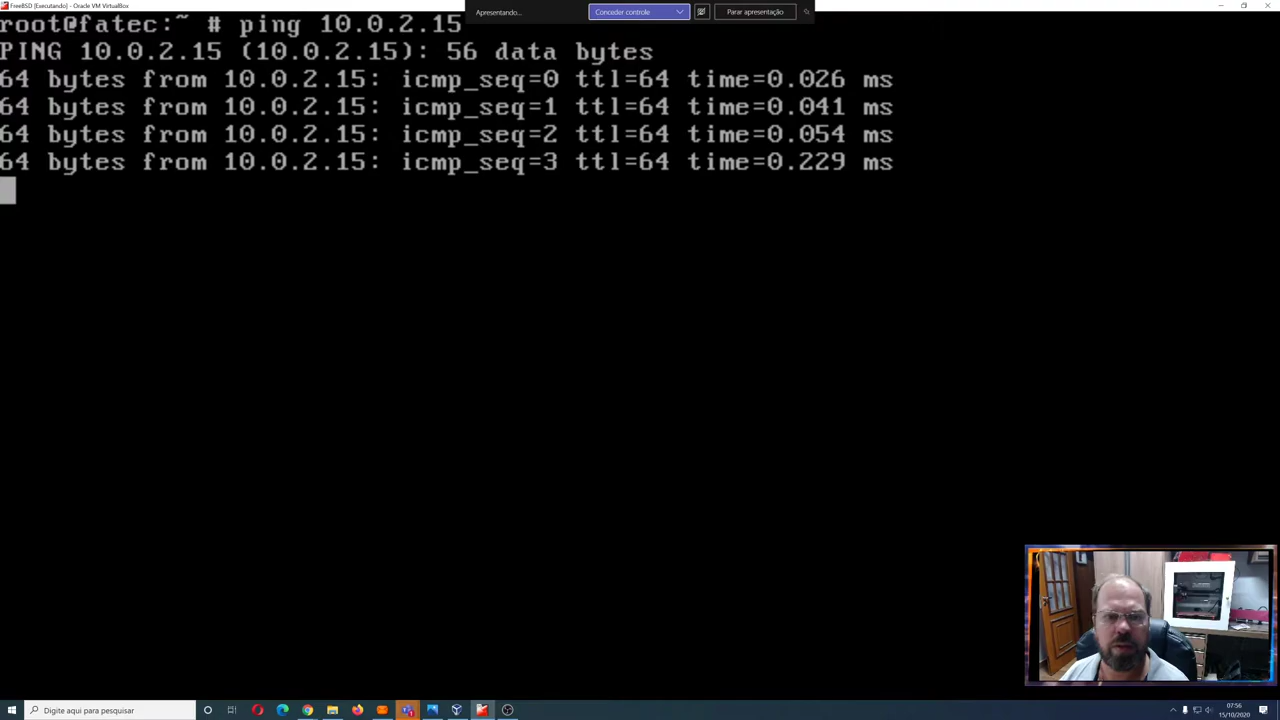 FreeBSD [Executando] - Oracle VM VirtualBox
Apresentando...
Conceder controle
Parar apresentação
root@fatec:~ # ping 10.0.2.15
PING 10.0.2.15 (10.0.2.15): 56 data bytes
64 bytes from 10.0.2.15: icmp_seq=0 ttl=64 time=0.026 ms
64 bytes from 10.0.2.15: icmp_seq=1 ttl=64 time=0.041 ms
64 bytes from 10.0.2.15: icmp_seq=2 ttl=64 time=0.054 ms
64 bytes from 10.0.2.15: icmp_seq=3 ttl=64 time=0.229 ms
Digite aqui para pesquisar
07:56
15/10/2020